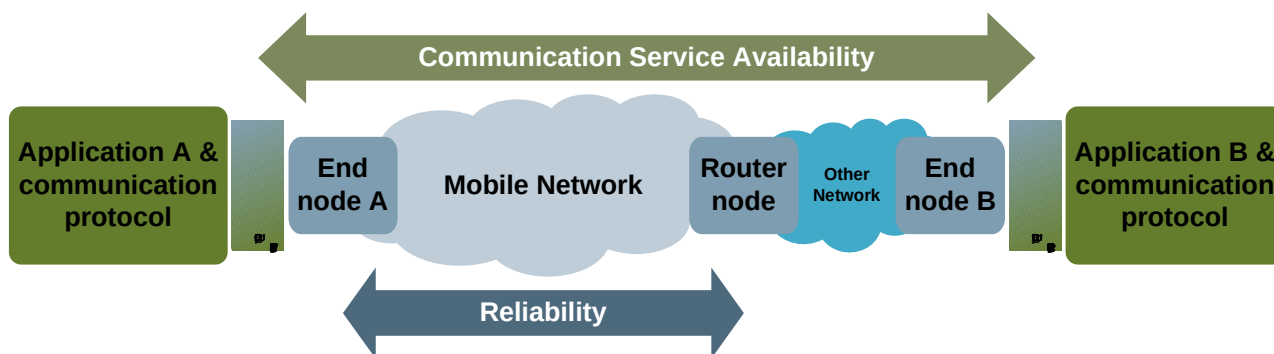 Communication Service Availability
Application A &
communication
protocol
End
node A
Mobile Network
Router
node
Other
Network
End
node B
Application B &
communication
protocol
Reliability